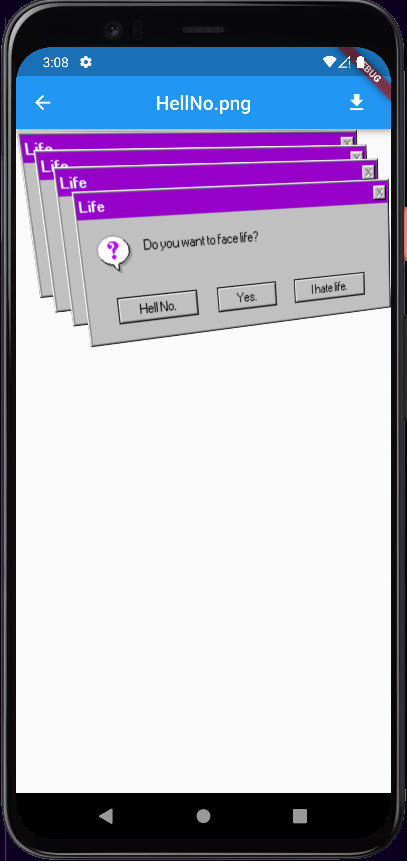 3:08
DEBUG
HellNo.png
Life
Life
Life
Life
Do you want to face life?
Hell No.
Yes.
I hate life.